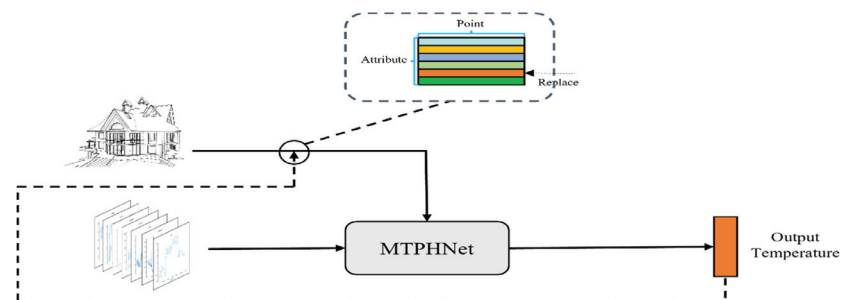 Point
Attribute
Replace
MTPHNet
Output
Temperature